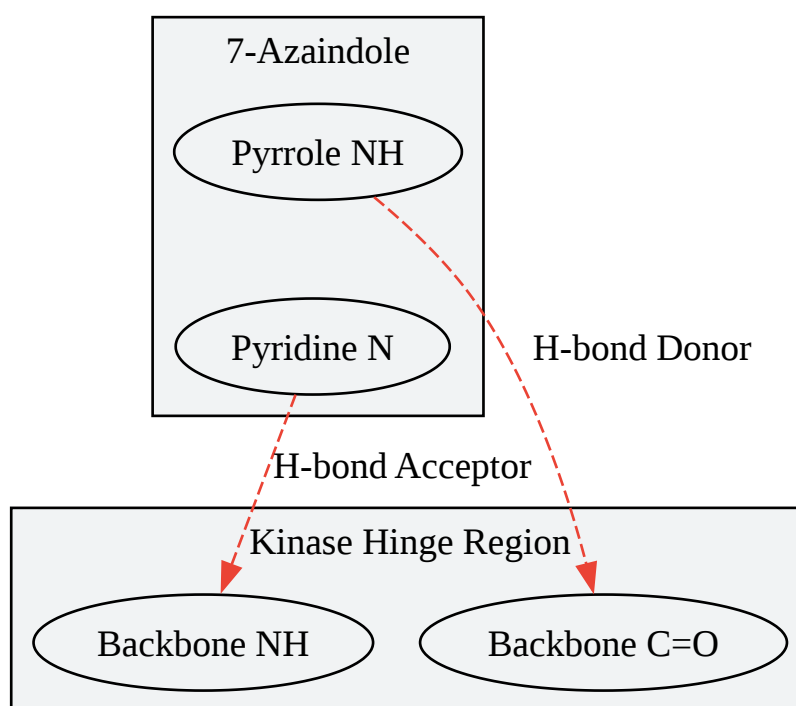 7-Azaindole
Pyrrole NH
Pyridine N
H-bond Donor
H-bond Acceptor
Kinase Hinge Region
Backbone NH
Backbone C=O